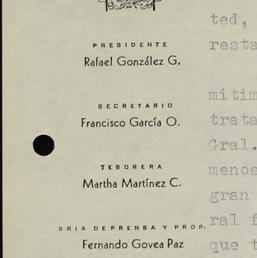 ted,
PRESIDENTE
resta
Rafael González G.
mitim
SECRETARIO
trata
Francisco García O.
Gral.
TESORERA
menos
Martha Martínez C.
gran
ral f
SRIA DE PRENSA Y PROP.
Fernando Govea Paz
que t